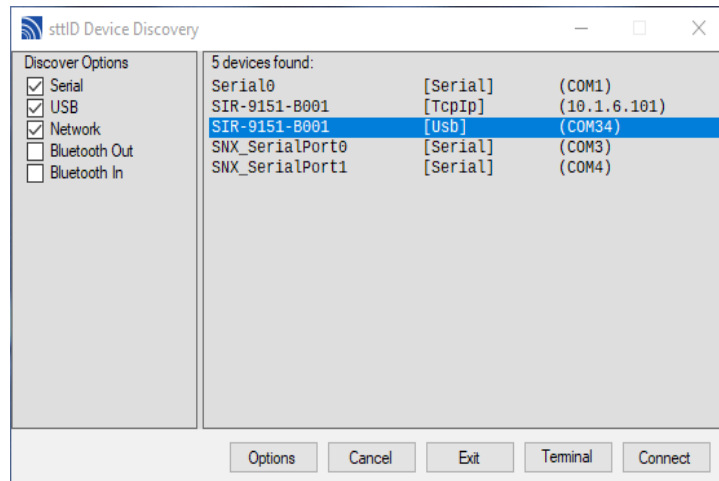 sttID Device Discovery
Discover Options
Serial
USB
Network
Bluetooth Out
Bluetooth In
5 devices found:
Serial0 [Serial] (COM1)
SIR-9151-B001 [TcpIp] (10.1.6.101)
SIR-9151-B001 [Usb] (COM34)
SNX_SerialPort0 [Serial] (COM3)
SNX_SerialPort1 [Serial] (COM4)
Options Cancel Exit Terminal Connect